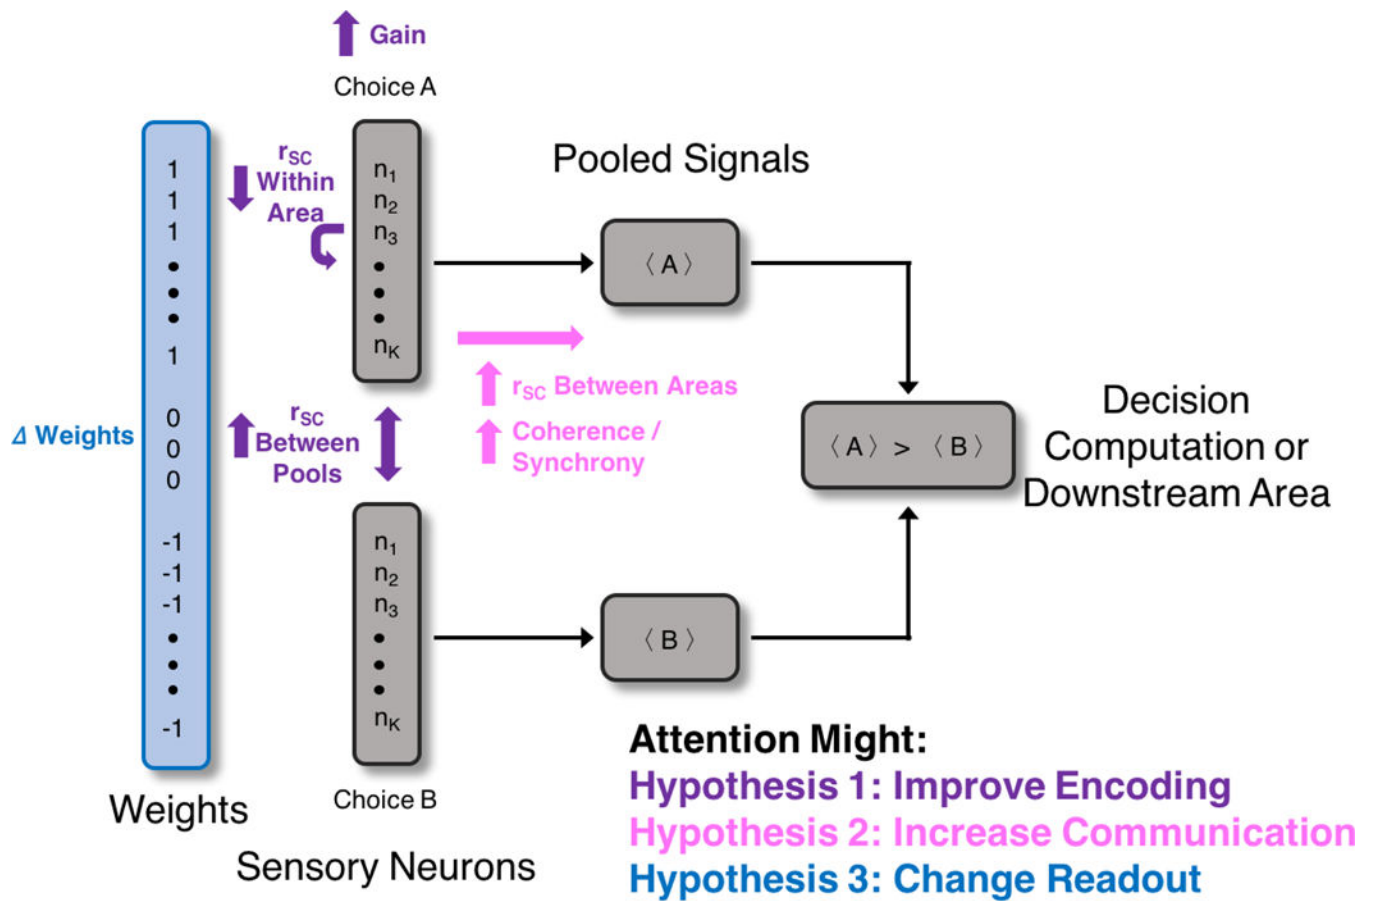 Gain
Choice A
1
1
1
•
•
•
1
0
0
0
-1
-1
-1
•
•
•
-1
Δ Weights
Weights
rSC
Within
Area
n1
n2
n3
•
•
•
nK
rSC
Between
Pools
n1
n2
n3
•
•
•
nK
Choice B
Sensory Neurons
Pooled Signals
〈 A 〉
rSC Between Areas
Coherence /
Synchrony
〈 B 〉
〈 A 〉 > 〈 B 〉
Decision
Computation or
Downstream Area
Attention Might:
Hypothesis 1: Improve Encoding
Hypothesis 2: Increase Communication
Hypothesis 3: Change Readout